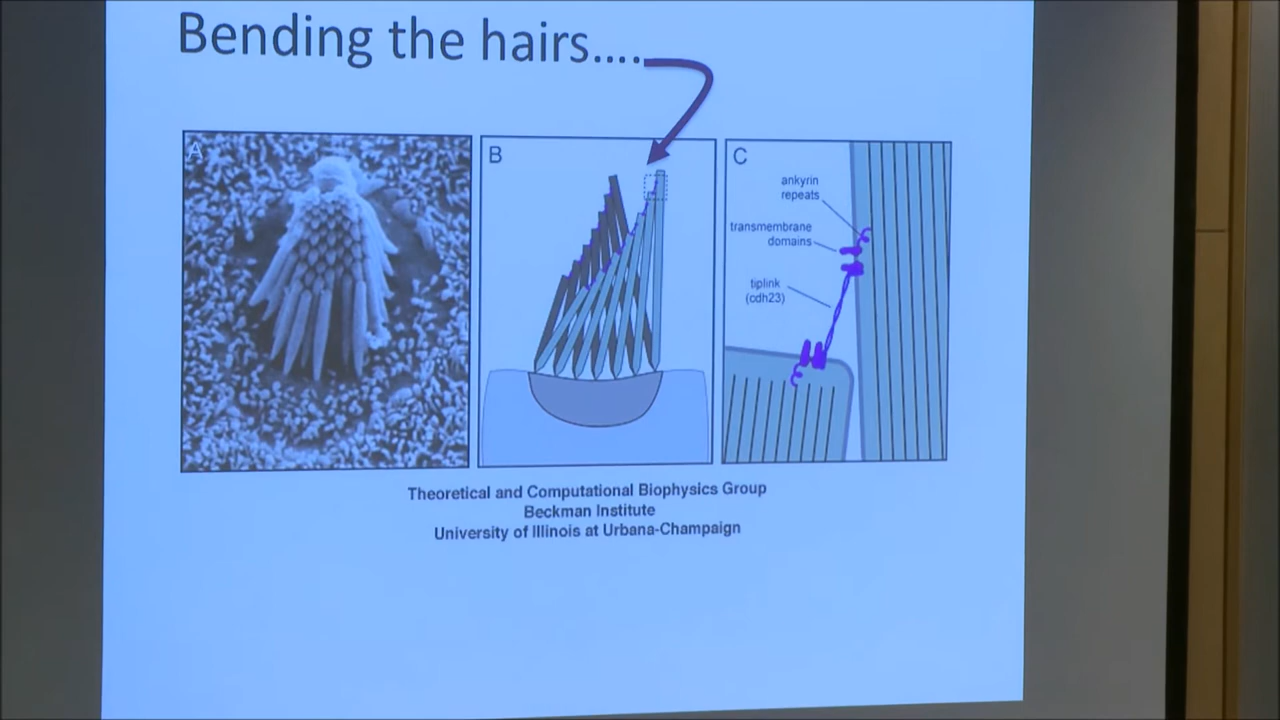 Bending the hairs....
A
B
C
ankyrin
repeats
transmembrane
domains
tiplink
(cdh23)
Theoretical and Computational Biophysics Group
Beckman Institute
University of Illinois at Urbana-Champaign